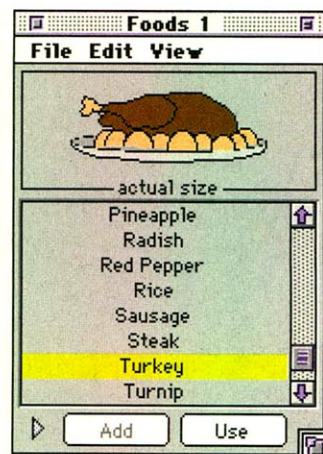 Foods 1
File Edit View
actual size
Pineapple
Radish
Red Pepper
Rice
Sausage
Steak
Turkey
Turnip
Add Use